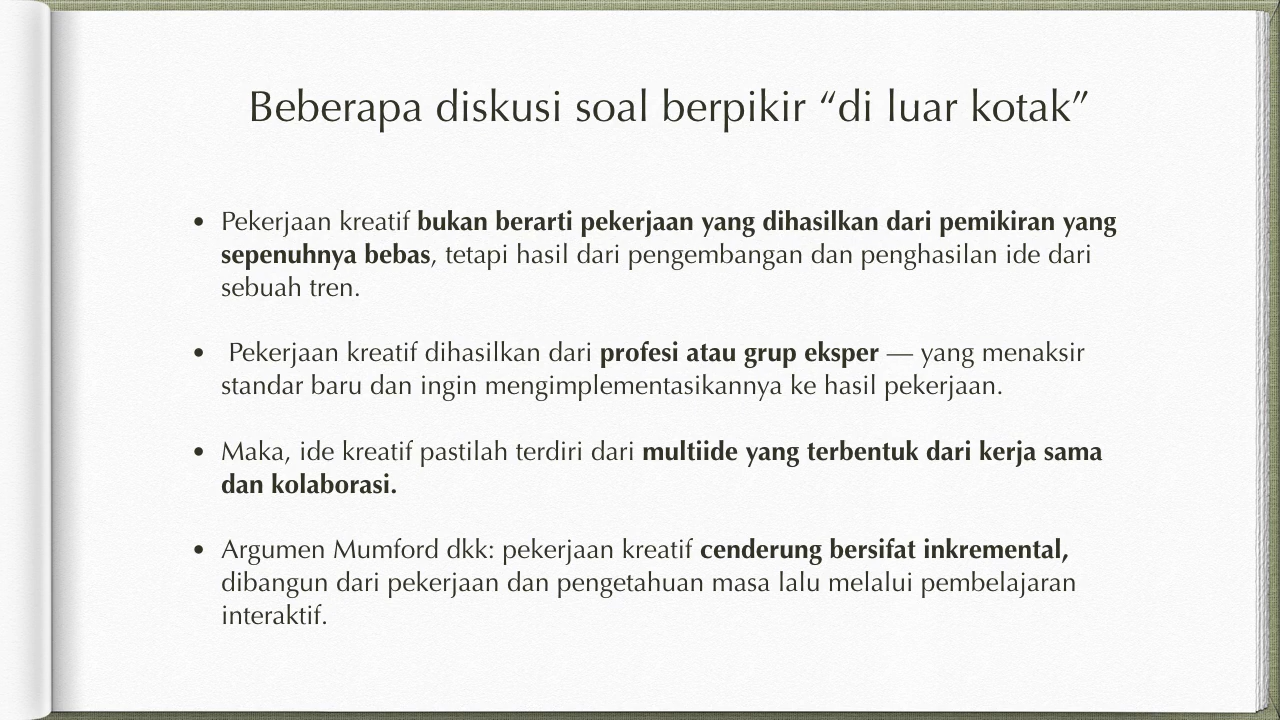 Beberapa diskusi soal berpikir “di luar kotak”
• Pekerjaan kreatif bukan berarti pekerjaan yang dihasilkan dari pemikiran yang
sepenuhnya bebas, tetapi hasil dari pengembangan dan penghasilan ide dari
sebuah tren.
• Pekerjaan kreatif dihasilkan dari profesi atau grup eksper — yang menaksir
standar baru dan ingin mengimplementasikannya ke hasil pekerjaan.
• Maka, ide kreatif pastilah terdiri dari multiide yang terbentuk dari kerja sama
dan kolaborasi.
• Argumen Mumford dkk: pekerjaan kreatif cenderung bersifat inkremental,
dibangun dari pekerjaan dan pengetahuan masa lalu melalui pembelajaran
interaktif.